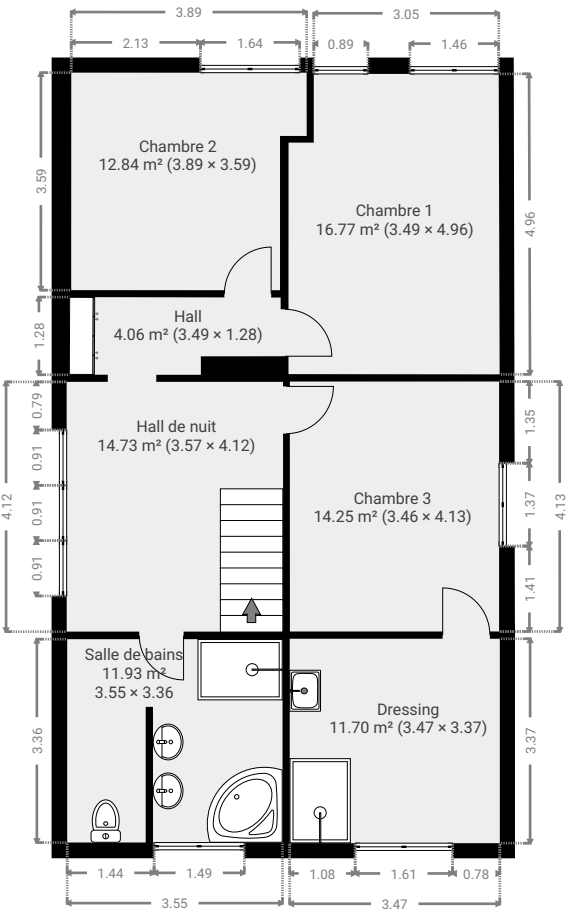 3.89
3.05
2.13
1.64
0.89
1.46
Chambre 2
12.84 m² (3.89 × 3.59)
3.59
Chambre 1
16.77 m² (3.49 × 4.96)
4.96
Hall
4.06 m² (3.49 × 1.28)
1.28
0.79
Hall de nuit
14.73 m² (3.57 × 4.12)
0.91
0.91
0.91
4.12
Chambre 3
14.25 m² (3.46 × 4.13)
1.35
1.37
1.41
4.13
Salle de bains
11.93 m²
3.55 × 3.36
3.36
Dressing
11.70 m² (3.47 × 3.37)
3.37
1.44
1.49
1.08
1.61
0.78
3.55
3.47